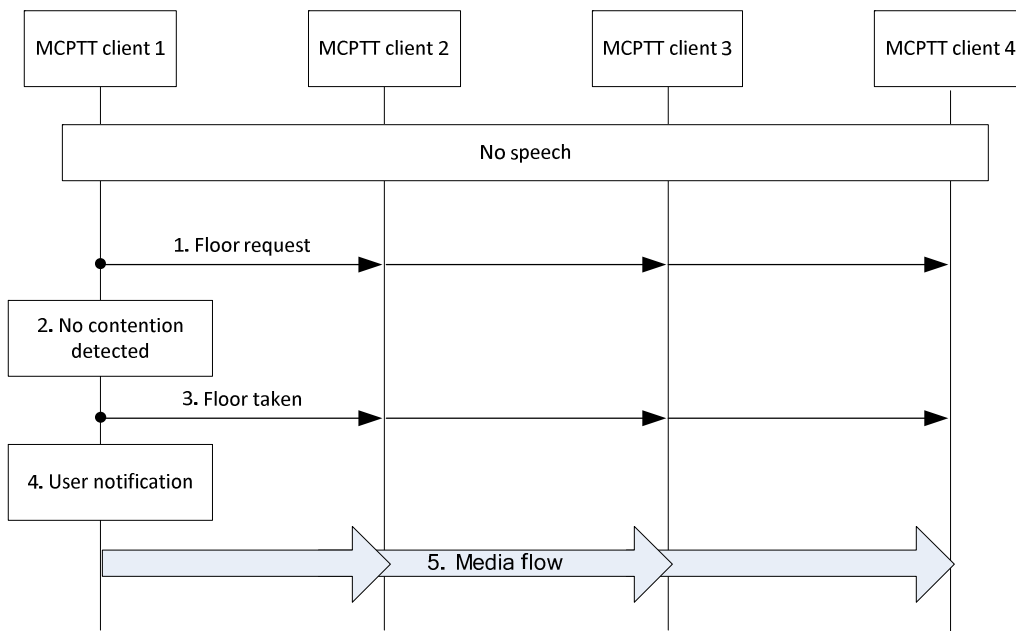 MCPTT client 1
MCPTT client 2
MCPTT client 3
MCPTT client 4
No speech
1. Floor request
2. No contention
detected
3. Floor taken
4. User notification
5. Media flow